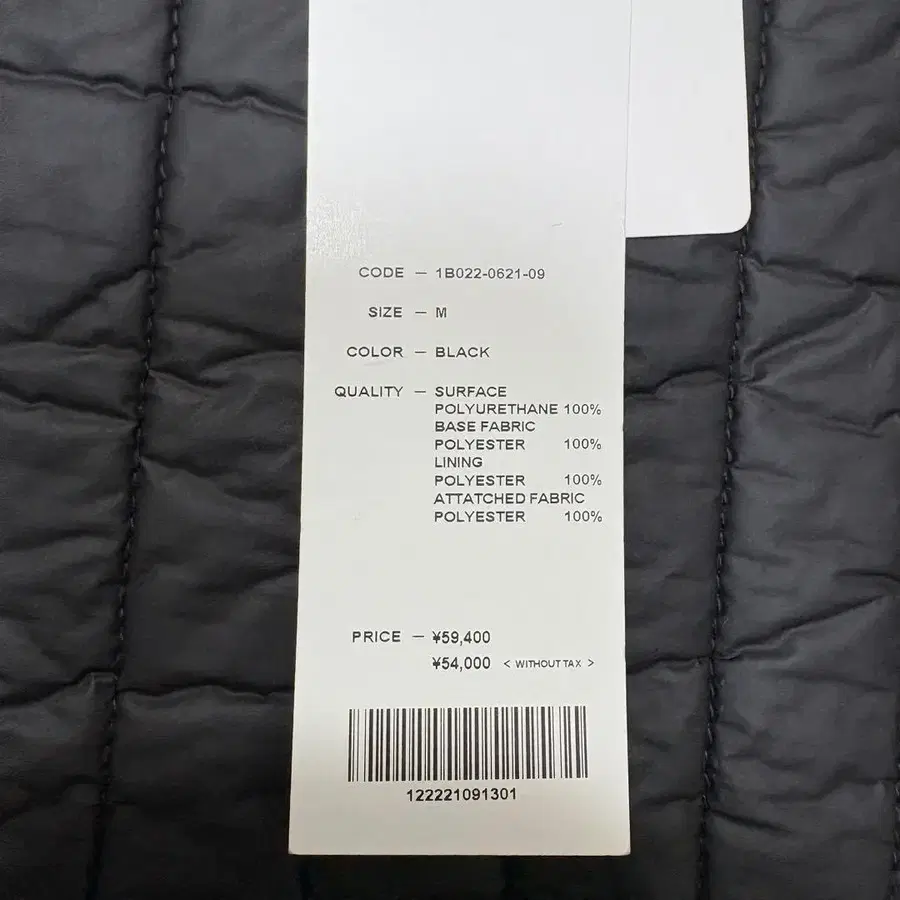 CODE — 1B022-0621-09
SIZE — M
COLOR — BLACK
QUALITY — SURFACE
POLYURETHANE 100%
BASE FABRIC
POLYESTER 100%
LINING
POLYESTER 100%
ATTATCHED FABRIC
POLYESTER 100%
PRICE — ¥59,400
¥54,000 < WITHOUT TAX >
122221091301